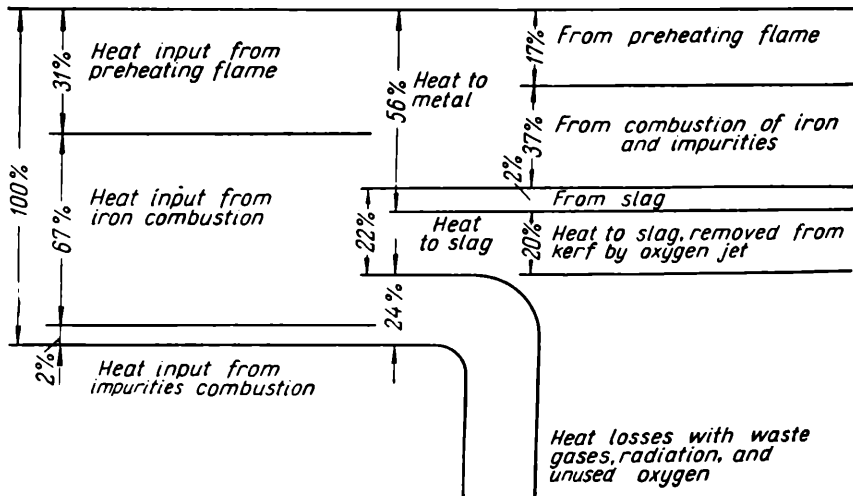 100%
31%
Heat input from
preheating flame
67%
Heat input from
iron combustion
2%
Heat input from
impurities combustion
56%
Heat to
metal
22%
Heat
to slag
24%
17%
From preheating flame
37%
From combustion of iron
and impurities
2%
From slag
20%
Heat to slag, removed from
kerf by oxygen jet
Heat losses with waste
gases, radiation, and
unused oxygen